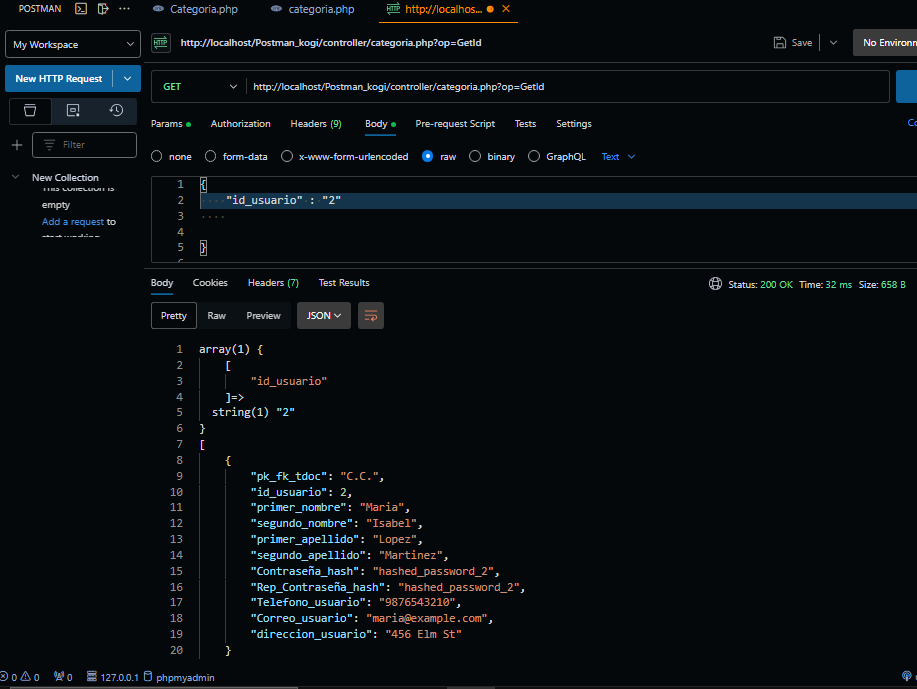 POSTMAN
Categoria.php
categoria.php
HTTP http://localhos...
My Workspace
HTTP http://localhost/Postman_kogi/controller/categoria.php?op=GetId
Save
No Environm
New HTTP Request
GET
http://localhost/Postman_kogi/controller/categoria.php?op=GetId
Params
Authorization
Headers (9)
Body
Pre-request Script
Tests
Settings
Co
Filter
none
form-data
x-www-form-urlencoded
raw
binary
GraphQL
Text
New Collection
This collection is
empty
Add a request to
start working.
1 {
2 ···· "id_usuario" : "2"
3 ····
4
5 }
6
Body
Cookies
Headers (7)
Test Results
Status: 200 OK Time: 32 ms Size: 658 B
Pretty
Raw
Preview
JSON
1 array(1) {
2 [
3 "id_usuario"
4 ]=>
5 string(1) "2"
6 }
7 [
8 {
9 "pk_fk_tdoc": "C.C.",
10 "id_usuario": 2,
11 "primer_nombre": "Maria",
12 "segundo_nombre": "Isabel",
13 "primer_apellido": "Lopez",
14 "segundo_apellido": "Martinez",
15 "Contraseña_hash": "hashed_password_2",
16 "Rep_Contraseña_hash": "hashed_password_2",
17 "Telefono_usuario": "9876543210",
18 "Correo_usuario": "maria@example.com",
19 "direccion_usuario": "456 Elm St"
20 }
0 0 0 127.0.0.1 phpmyadmin